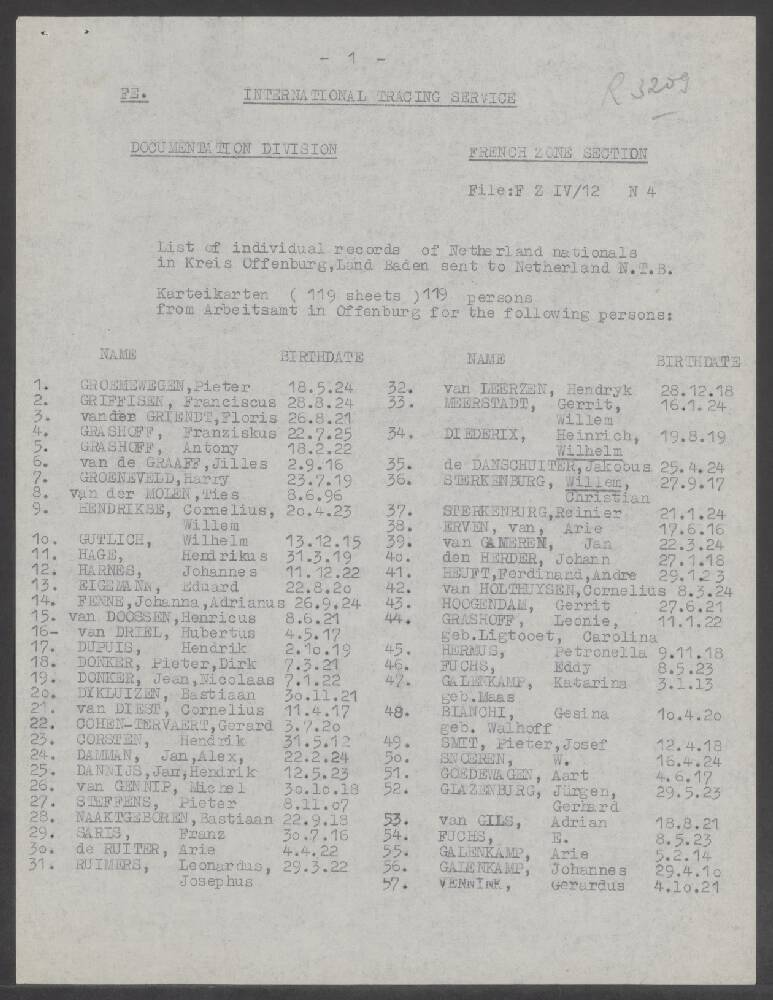 - 1 -
FE. INTERNATIONAL TRACING SERVICE R 3209
DOCUMENTATION DIVISION FRENCH ZONE SECTION
File:F Z IV/12 N 4
List of individual records of Netherland nationals
in Kreis Offenburg,Land Baden sent to Netherland N.T.B.
Karteikarten ( 119 sheets )119 persons
from Arbeitsamt in Offenburg for the following persons:
NAME BIRTHDATE
1. GROEMEWEGEN,Pieter 18.5.24
2. GRIFFISEN, Franciscus 28.8.24
3. vander GRIENDT,Floris 26.8.21
4. GRASHOFF, Franziskus 22.7.25
5. GRASHOFF, Antony 18.2.22
6. van de GRAAFF,Jilles 2.9.16
7. GROENEVELD,Harry 23.7.19
8. van der MOLEN,Ties 8.6.96
9. HENDRIKSE, Cornelius, 2o.4.23
Willem
1o. GUTLICH, Wilhelm 13.12.15
11. HAGE, Hendrikus 31.3.19
12. HARNES, Johannes 11.12.22
13. EIGEMANN, Eduard 22.8.2o
14. FENNE,Johanna,Adrianus 26.9.24
15. van DOOSSEN,Henricus 8.6.21
16- van DRIEL, Hubertus 4.5.17
17. DUPUIS, Hendrik 2.1o.19
18. DONKER, Pieter,Dirk 7.3.21
19. DONKER, Jean,Nicolaas 7.1.22
2o. DYKLUIZEN, Bastiaan 3o.11.21
21. van DIEST, Cornelius 11.4.17
22. COHEN-TERVAERT,Gerard 3.7.2o
23. CORSTEN, Hendrik 31.5.12
24. DAMMAN, Jan,Alex, 22.2.24
25. DANNIJS,Jan,Hendrik 12.5.23
26. van GENNIP, Michel 3o.1o.18
27. STEFFENS, Pieter 8.11.o7
28. NAAKTGEBOREN,Bastiaan 22.9.18
29. SARIS, Franz 3o.7.16
3o. de RUITER, Arie 4.4.22
31. RUIMERS, Leonardus, 29.3.22
Josephus
NAME BIRTHDATE
32. van LEERZEN, Hendryk 28.12.18
33. MEERSTADT, Gerrit, 16.1.24
Willem
34. DIEDERIX, Heinrich, 19.8.19
Wilhelm
35. de DANSCHUITER,Jakobus 25.4.24
36. STERKENBURG, Willem, 27.9.17
Christian
37. STERKENBURG,Reinier 21.1.24
38. ERVEN, van, Arie 17.6.16
39. van GAMEREN, Jan 22.3.24
4o. den HERDER, Johann 27.1.18
41. HEUFT,Ferdinand,Andre 29.1.23
42. van HOLTHUYSEN,Cornelius 8.3.24
43. HOOGENDAM, Gerrit 27.6.21
44. GRASHOFF, Leonie, 11.1.22
geb.Ligtooet, Carolina
45. HERMUS, Petronella 9.11.18
46. FUCHS, Eddy 8.5.23
47. GALENKAMP, Katarina 3.1.13
geb.Maas
48. BIANCHI, Gesina 1o.4.2o
geb. Walhoff
49. SMIT, Pieter,Josef 12.4.18
5o. SNOEREN, W. 16.4.24
51. GOEDEWAGEN, Aart 4.6.17
52. GLAZENBURG, Jürgen, 29.5.23
Gerhard
53. van GILS, Adrian 18.8.21
54. FUCHS, E. 8.5.23
55. GALENKAMP, Arie 5.2.14
56. GALENKAMP, Johannes 29.4.1o
57. VENNINK, Gerardus 4.1o.21